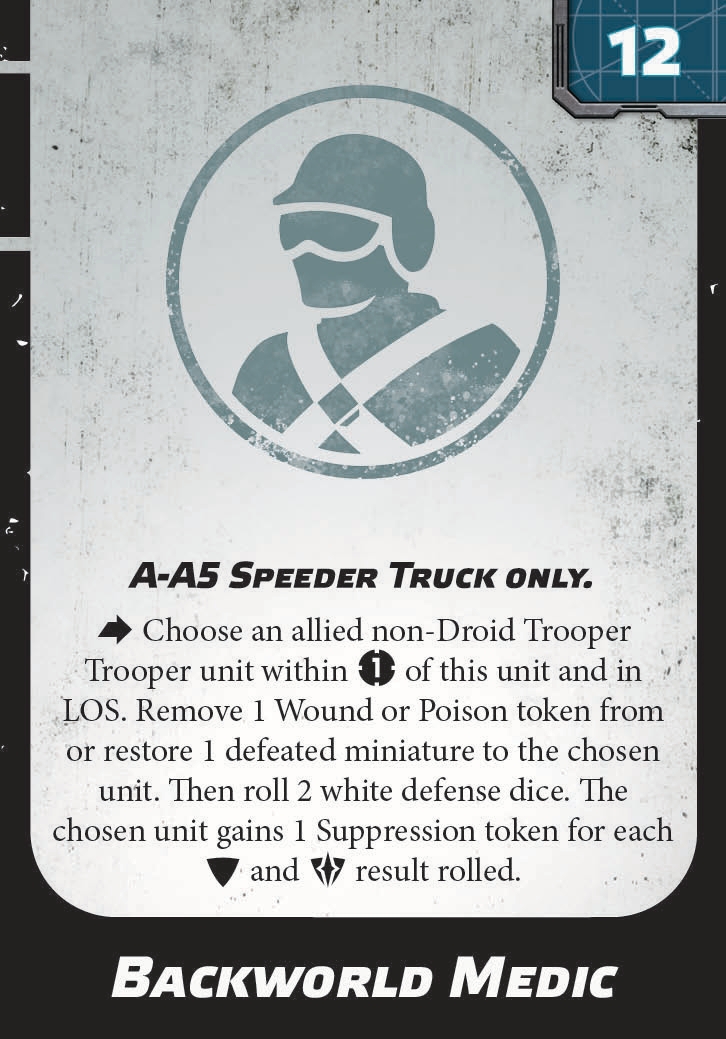 12
A-A5 Speeder Truck only.
Choose an allied non-Droid Trooper
Trooper unit within 1 of this unit and in
LOS. Remove 1 Wound or Poison token from
or restore 1 defeated miniature to the chosen
unit. Then roll 2 white defense dice. The
chosen unit gains 1 Suppression token for each
and result rolled.
Backworld Medic